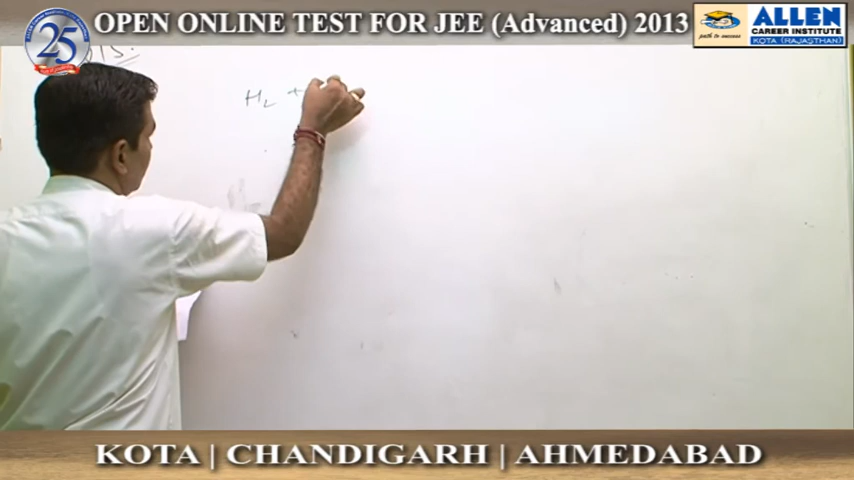 OPEN ONLINE TEST FOR JEE (Advanced) 2013
25
path to success
ALLEN
CAREER INSTITUTE
KOTA (RAJASTHAN)
15.
H₂ +
KOTA | CHANDIGARH | AHMEDABAD